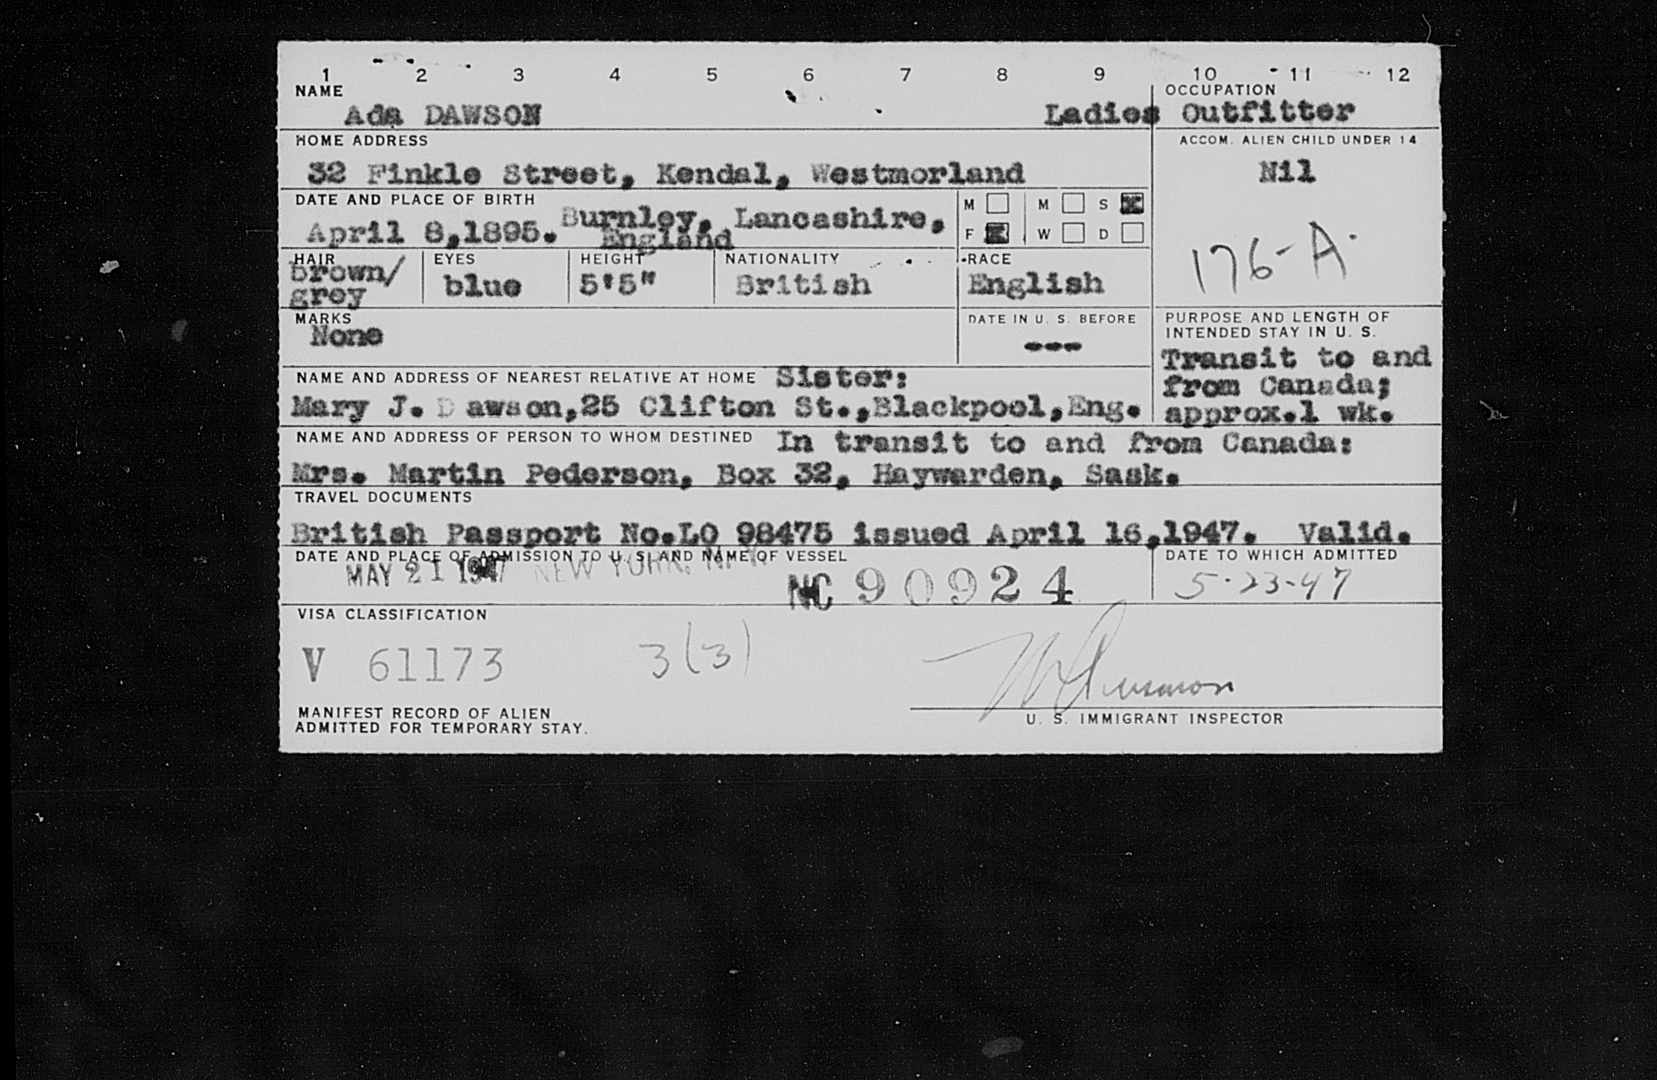 1 2 3 4 5 6 7 8 9 10 11 12
NAME
OCCUPATION
Ada DAWSON
Ladies Outfitter
HOME ADDRESS
ACCOM. ALIEN CHILD UNDER 14
32 Finkle Street, Kendal, Westmorland
Nil
DATE AND PLACE OF BIRTH
April 8,1895. Burnley, Lancashire,
England
M M S
F W D
176-A
HAIR EYES HEIGHT NATIONALITY RACE
brown/
grey
blue 5'5" British English
MARKS
None
DATE IN U. S. BEFORE
---
PURPOSE AND LENGTH OF
INTENDED STAY IN U. S.
Transit to and
from Canada;
approx.1 wk.
NAME AND ADDRESS OF NEAREST RELATIVE AT HOME Sister:
Mary J. Dawson,25 Clifton St.,Blackpool,Eng.
NAME AND ADDRESS OF PERSON TO WHOM DESTINED In transit to and from Canada:
Mrs. Martin Pederson, Box 32, Haywarden, Sask.
TRAVEL DOCUMENTS
British Passport No.LO 98475 issued April 16,1947. Valid.
DATE AND PLACE OF ADMISSION TO U. S. AND NAME OF VESSEL
DATE TO WHICH ADMITTED
MAY 21 1947 NEW YORK, N. Y.
NC 90924
5-23-47
VISA CLASSIFICATION
V 61173
3(3)
MANIFEST RECORD OF ALIEN
ADMITTED FOR TEMPORARY STAY.
U. S. IMMIGRANT INSPECTOR